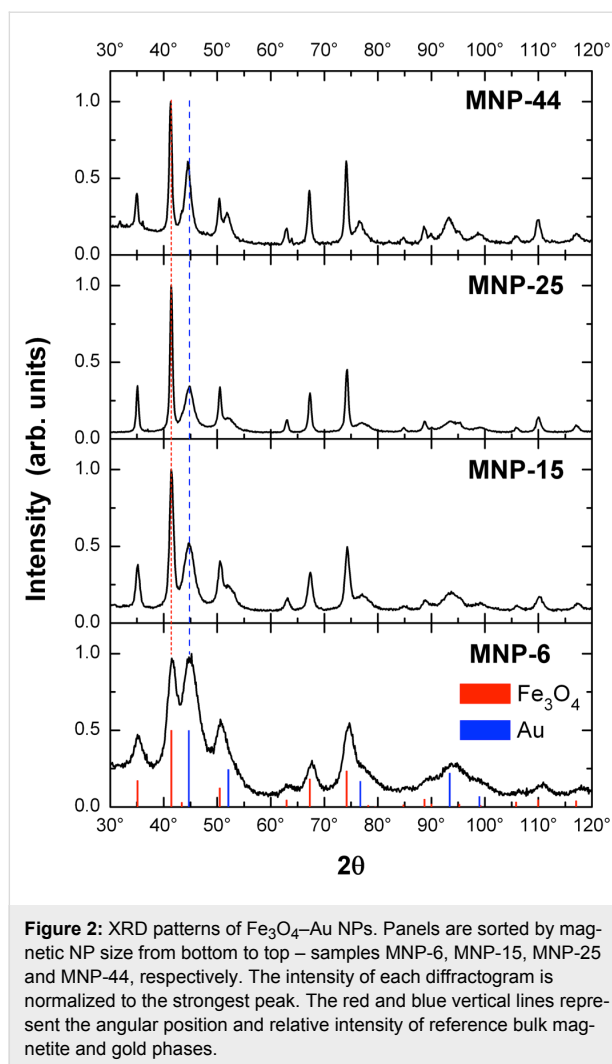 30° 40° 50° 60° 70° 80° 90° 100° 110° 120°
MNP-44
1.0
0.5
0.0
MNP-25
1.0
0.5
0.0
MNP-15
1.0
0.5
0.0
MNP-6
Fe₃O₄
Au
1.0
0.5
0.0
Intensity (arb. units)
30° 40° 50° 60° 70° 80° 90° 100° 110° 120°
2θ
Figure 2: XRD patterns of Fe₃O₄–Au NPs. Panels are sorted by mag-
netic NP size from bottom to top – samples MNP-6, MNP-15, MNP-25
and MNP-44, respectively. The intensity of each diffractogram is
normalized to the strongest peak. The red and blue vertical lines repre-
sent the angular position and relative intensity of reference bulk mag-
netite and gold phases.